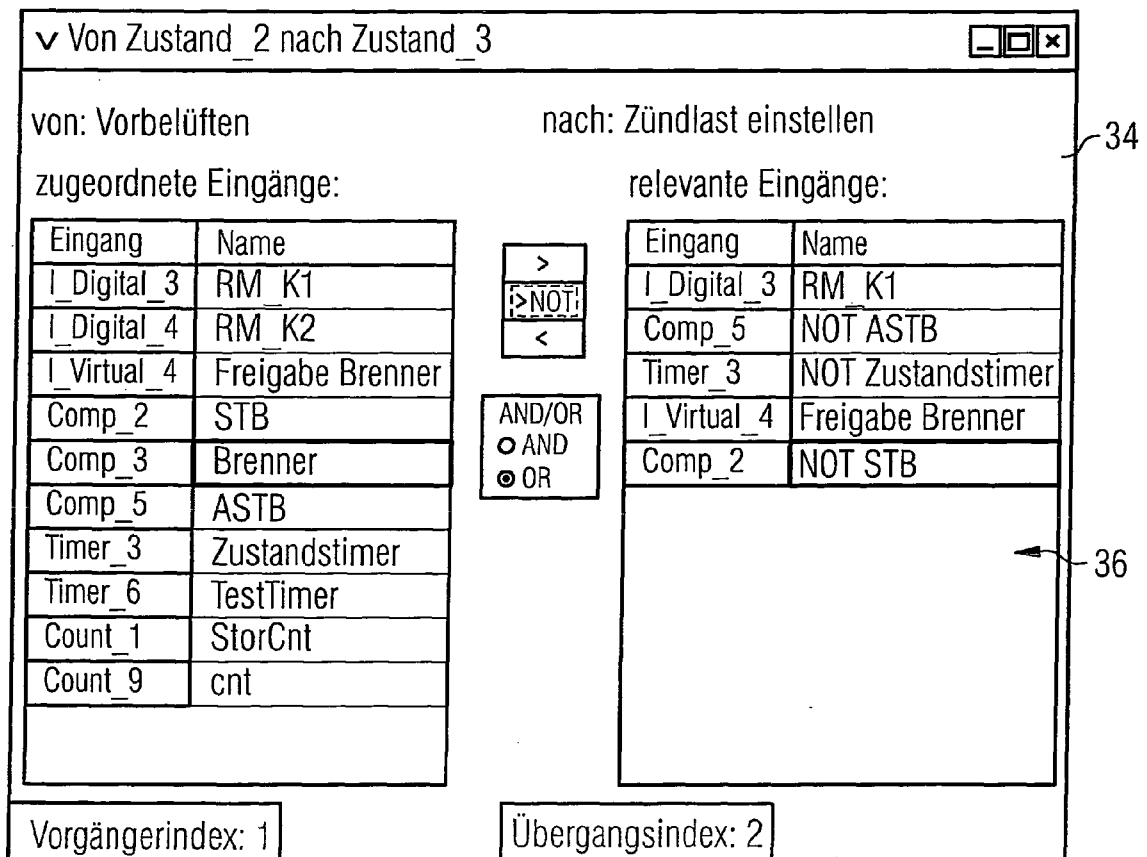 v Von Zustand_2 nach Zustand_3
von: Vorbelüften nach: Zündlast einstellen
34
zugeordnete Eingänge: relevante Eingänge:
Eingang Name
I_Digital_3 RM_K1
I_Digital_4 RM_K2
I_Virtual_4 Freigabe Brenner
Comp_2 STB
Comp_3 Brenner
Comp_5 ASTB
Timer_3 Zustandstimer
Timer_6 TestTimer
Count_1 StorCnt
Count_9 cnt
>
>NOT
<
AND/OR
AND
OR
Eingang Name
I_Digital_3 RM_K1
Comp_5 NOT ASTB
Timer_3 NOT Zustandstimer
I_Virtual_4 Freigabe Brenner
Comp_2 NOT STB
36
Vorgängerindex: 1 Übergangsindex: 2